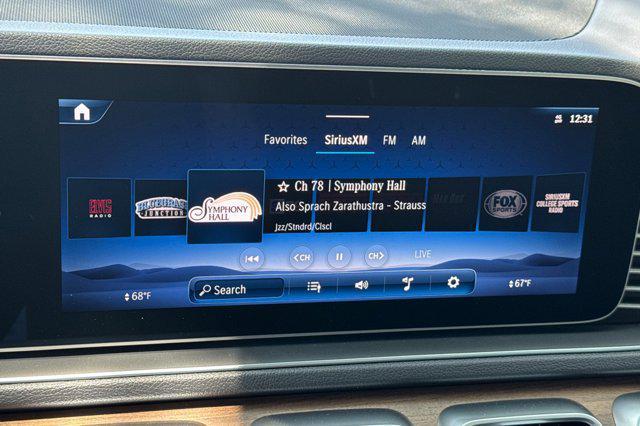 12:31
Favorites SiriusXM FM AM
ELVIS RADIO
BLUEGRASS JUNCTION
SYMPHONY HALL
Ch 78 | Symphony Hall
Also Sprach Zarathustra - Strauss
Jzz/Stndrd/Clscl
FOX SPORTS
SIRIUSXM COLLEGE SPORTS RADIO
CH CH LIVE
68°F Search 67°F